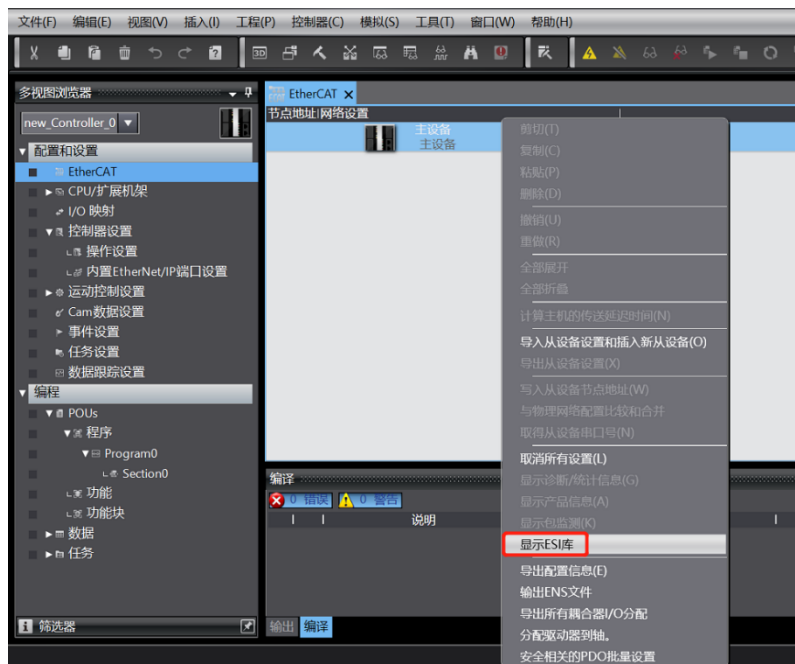 文件(F) 编辑(E) 视图(V) 插入(I) 工程(P) 控制器(C) 模拟(S) 工具(T) 窗口(W) 帮助(H)
多视图浏览器
new_Controller_0
配置和设置
EtherCAT
CPU/扩展机架
I/O 映射
控制器设置
操作设置
内置EtherNet/IP端口设置
运动控制设置
Cam数据设置
事件设置
任务设置
数据跟踪设置
编程
POUs
程序
Program0
Section0
功能
功能块
数据
任务
筛选器
EtherCAT
节点地址|网络设置
主设备
主设备
剪切(T)
复制(C)
粘贴(P)
删除(D)
撤销(U)
重做(R)
全部展开
全部折叠
计算主机的传送延迟时间(N)
导入从设备设置和插入新从设备(O)
导出从设备设置(X)
写入从设备节点地址(W)
与物理网络配置比较和合并
取得从设备串口号(N)
取消所有设置(L)
显示诊断/统计信息(G)
显示产品信息(A)
显示包监测(K)
显示ESI库
导出配置信息(E)
输出ENS文件
导出所有耦合器I/O分配
分配驱动器到轴。
安全相关的PDO批量设置
编译
0 错误 0 警告
说明
输出 编译